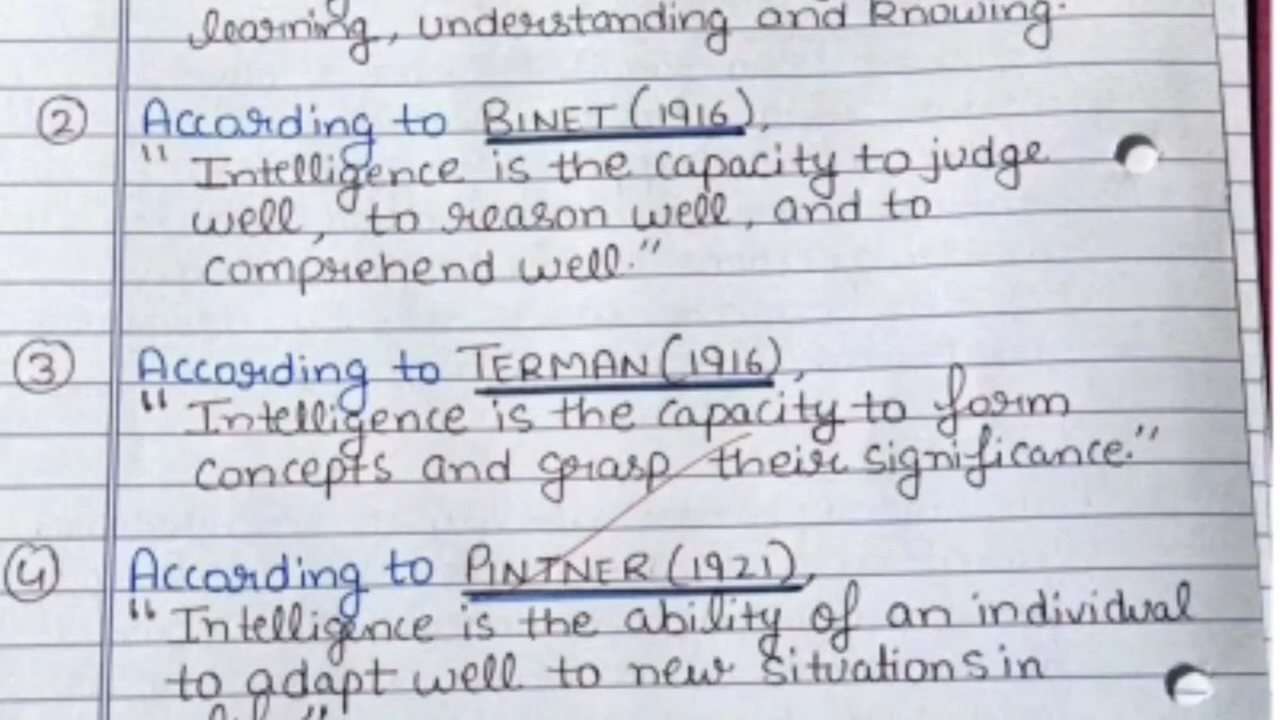 learning, understanding and knowing.
② According to BINET (1916),
" Intelligence is the capacity to judge
well, to reason well, and to
comprehend well."
③ According to TERMAN (1916),
" Intelligence is the capacity to form
concepts and grasp their significance."
④ According to PINTNER (1921),
" Intelligence is the ability of an individual
to adapt well to new situations in